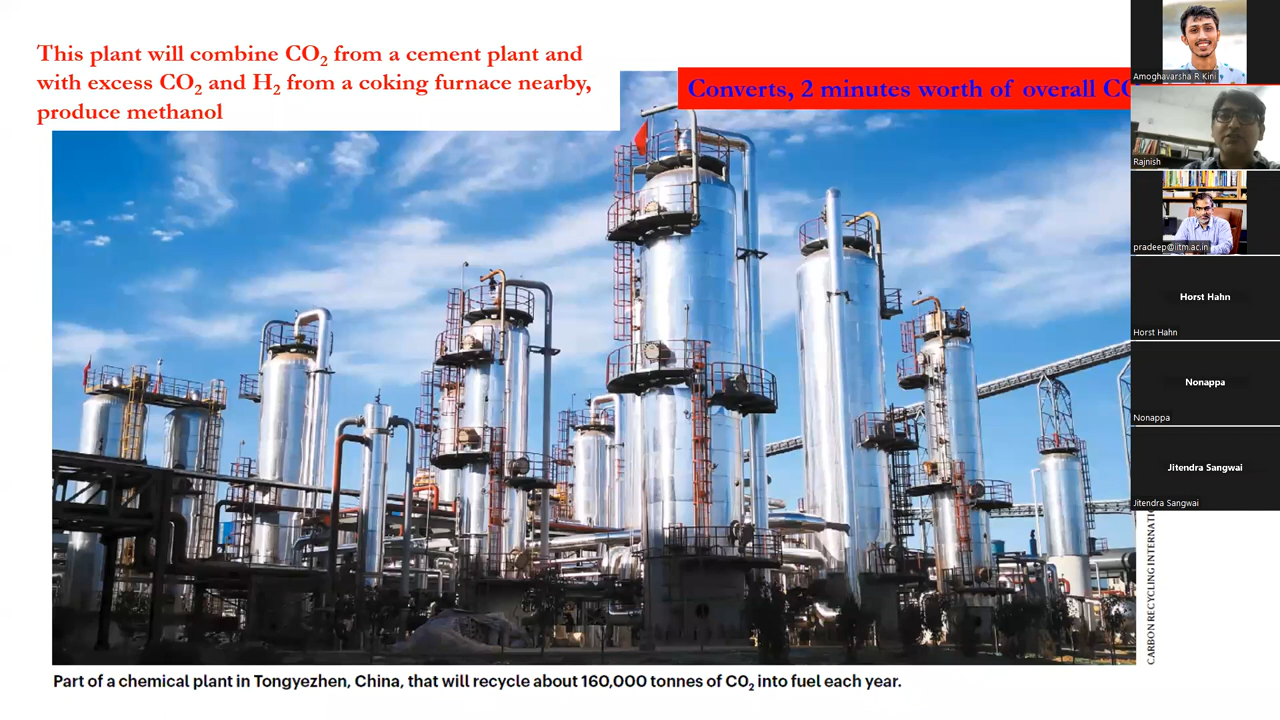 This plant will combine CO₂ from a cement plant and
with excess CO₂ and H₂ from a coking furnace nearby,
produce methanol
Converts, 2 minutes worth of overall
Part of a chemical plant in Tongyezhen, China, that will recycle about 160,000 tonnes of CO₂ into fuel each year.
CARBON RECYCLING
Amoghavarsha R Kini
Rajnish
pradeep@iitm.ac.in
Horst Hahn
Horst Hahn
Nonappa
Nonappa
Jitendra Sangwai
Jitendra Sangwai